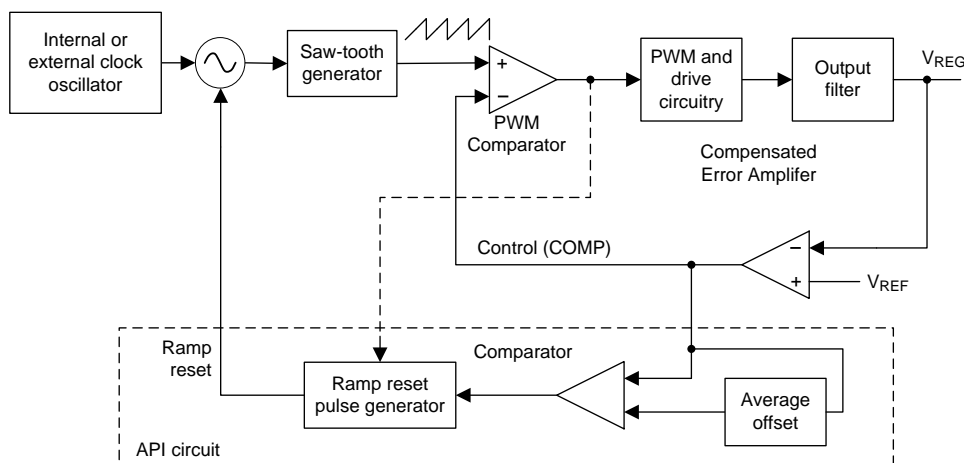 Internal or
external clock
oscillator
Saw-tooth
generator
+
−
PWM
Comparator
PWM and
drive
circuitry
Output
filter
VREG
Compensated
Error Amplifer
Control (COMP)
−
+
VREF
Ramp
reset
Ramp reset
pulse generator
Comparator
Average
offset
API circuit